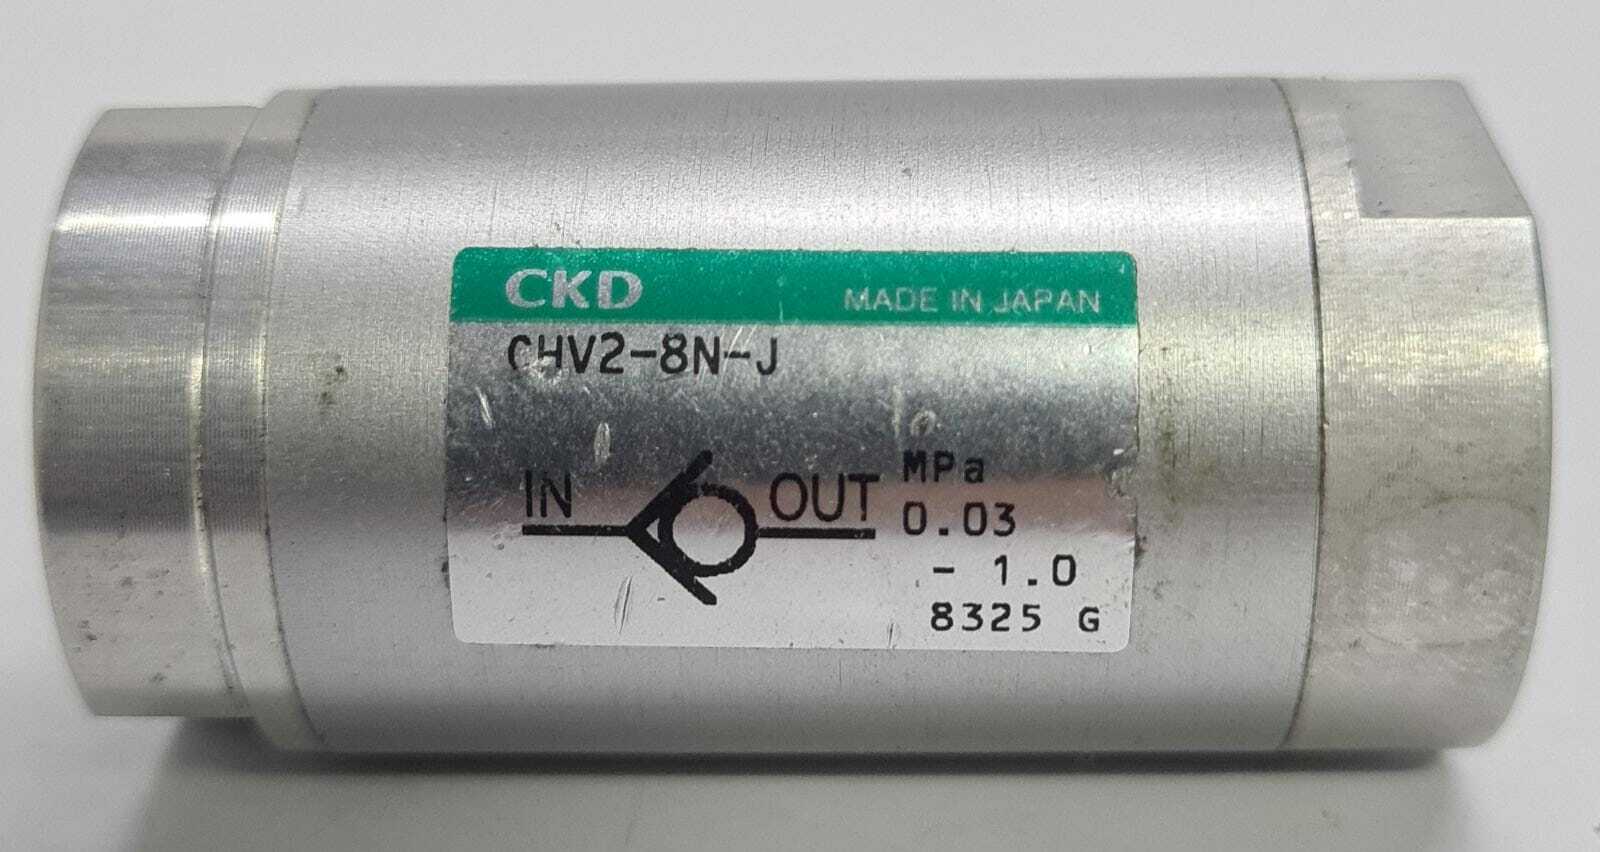 CKD MADE IN JAPAN
CHV2-8N-J
IN OUT MPa
0.03
- 1.0
8325 G